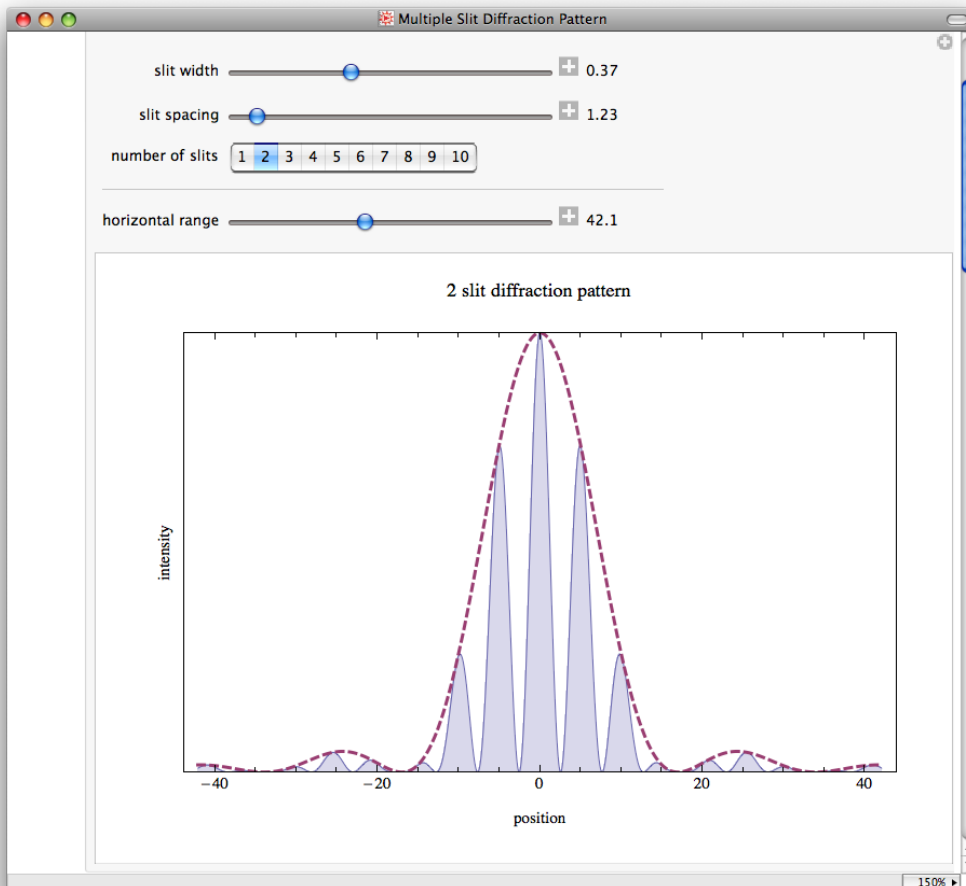 Multiple Slit Diffraction Pattern
slit width 0.37
slit spacing 1.23
number of slits 1 2 3 4 5 6 7 8 9 10
horizontal range 42.1
2 slit diffraction pattern
intensity
−40 −20 0 20 40
position
150%